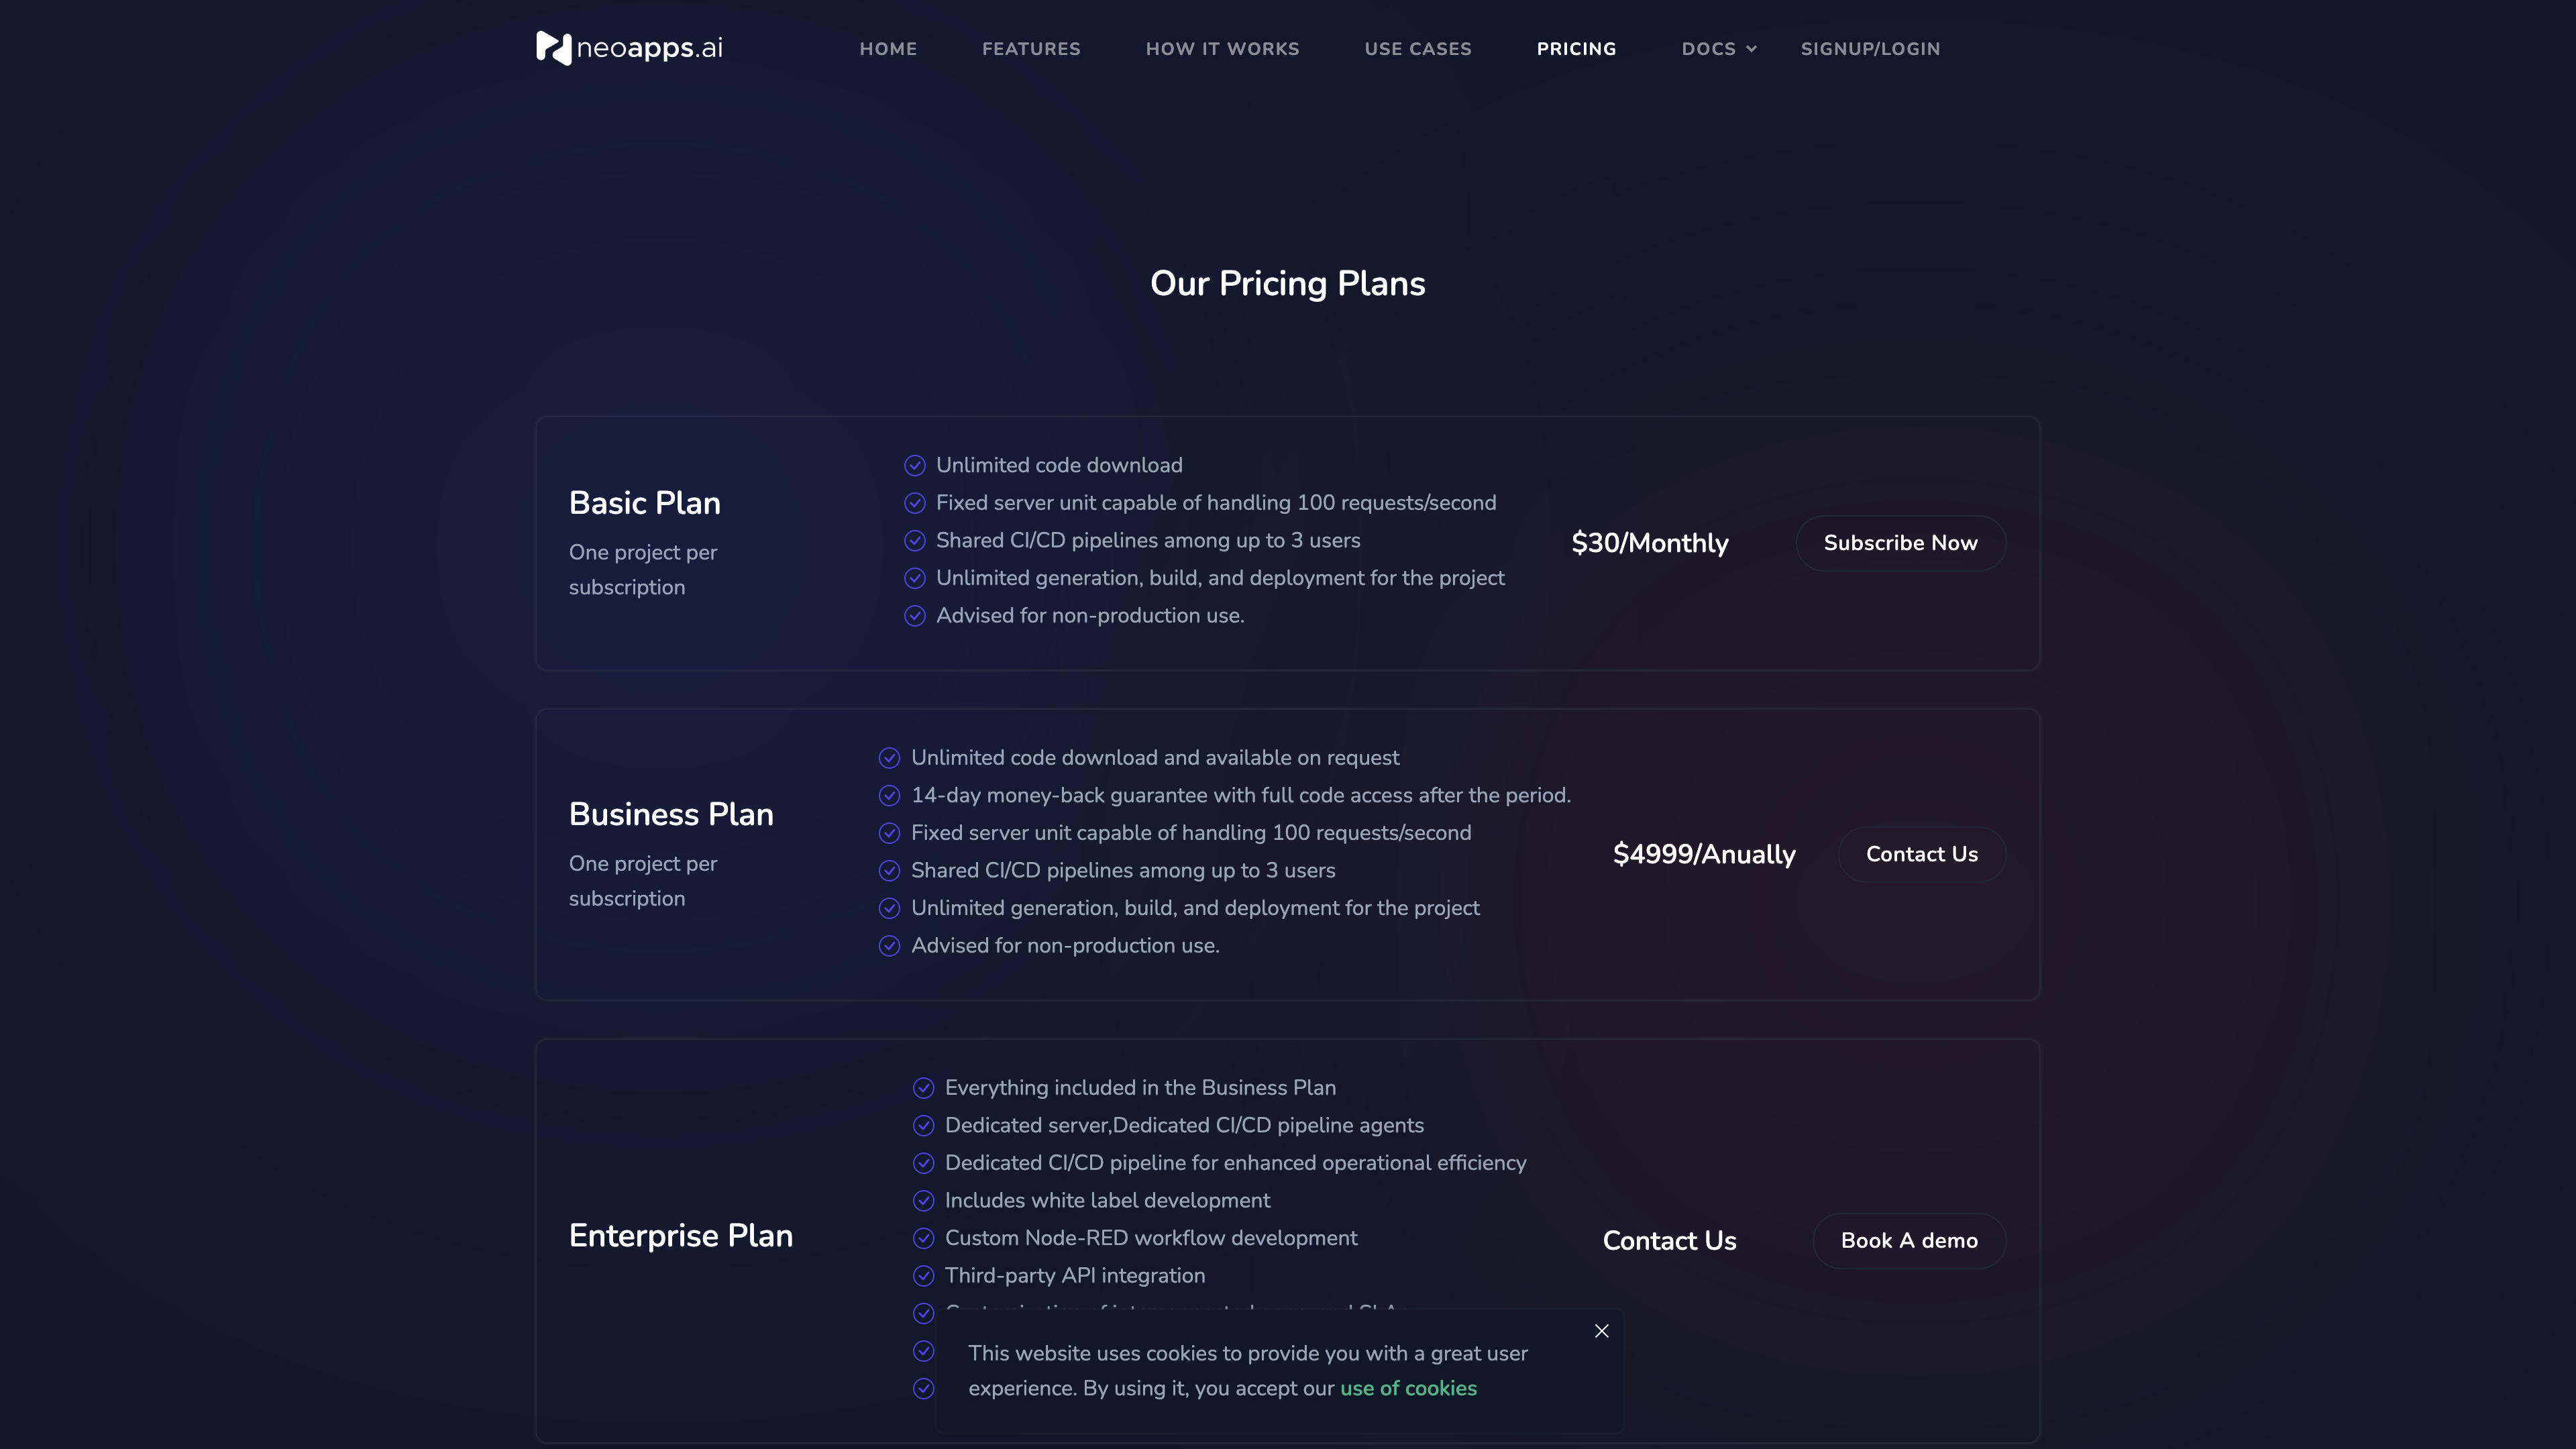 neoapps.ai
HOME
FEATURES
HOW IT WORKS
USE CASES
PRICING
DOCS
SIGNUP/LOGIN
Our Pricing Plans
Basic Plan
One project per
subscription
Unlimited code download
Fixed server unit capable of handling 100 requests/second
Shared CI/CD pipelines among up to 3 users
Unlimited generation, build, and deployment for the project
Advised for non-production use.
$30/Monthly
Subscribe Now
Business Plan
One project per
subscription
Unlimited code download and available on request
14-day money-back guarantee with full code access after the period.
Fixed server unit capable of handling 100 requests/second
Shared CI/CD pipelines among up to 3 users
Unlimited generation, build, and deployment for the project
Advised for non-production use.
$4999/Anually
Contact Us
Enterprise Plan
Everything included in the Business Plan
Dedicated server,Dedicated CI/CD pipeline agents
Dedicated CI/CD pipeline for enhanced operational efficiency
Includes white label development
Custom Node-RED workflow development
Third-party API integration
Contact Us
Book A demo
This website uses cookies to provide you with a great user
experience. By using it, you accept our use of cookies